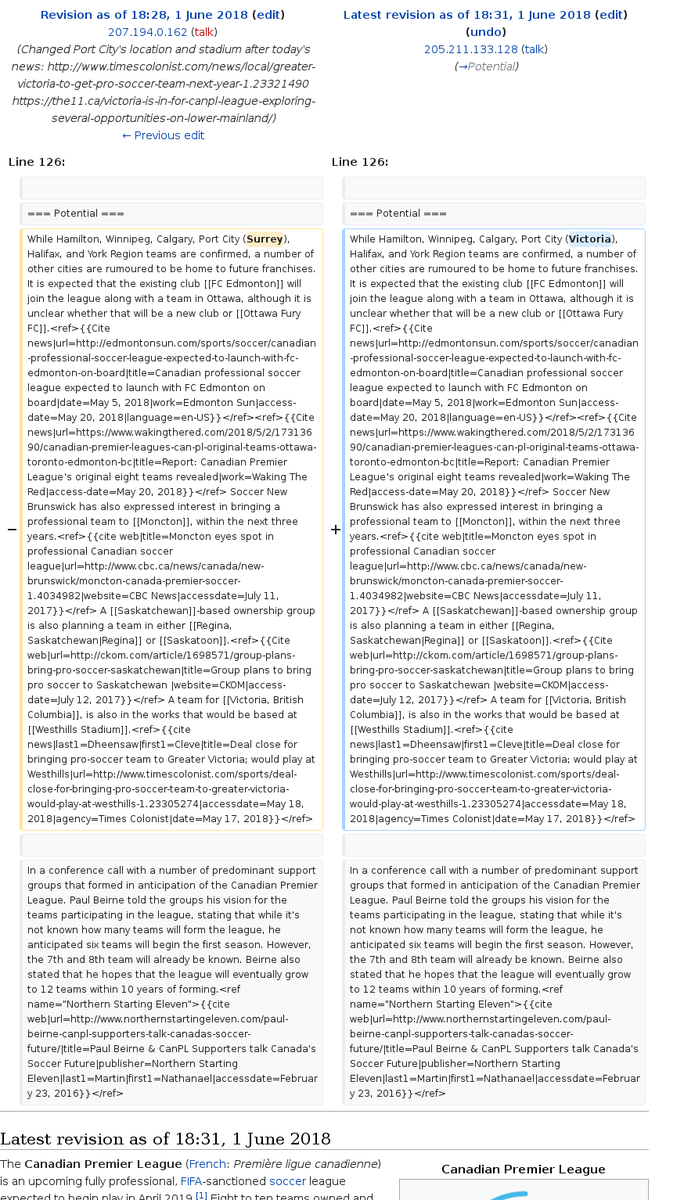 Revision as of 18:28, 1 June 2018 (edit)
207.194.0.162 (talk)
(Changed Port City's location and stadium after today's
news: http://www.timescolonist.com/news/local/greater-
victoria-to-get-pro-soccer-team-next-year-1.23321490
https://the11.ca/victoria-is-in-for-canpl-league-exploring-
several-opportunities-on-lower-mainland/)
← Previous edit
Latest revision as of 18:31, 1 June 2018 (edit)
(undo)
205.211.133.128 (talk)
(→Potential)
Line 126:
=== Potential ===
−
While Hamilton, Winnipeg, Calgary, Port City (Surrey),
Halifax, and York Region teams are confirmed, a number of
other cities are rumoured to be home to future franchises.
It is expected that the existing club [[FC Edmonton]] will
join the league along with a team in Ottawa, although it is
unclear whether that will be a new club or [[Ottawa Fury
FC]].<ref>{{Cite
news|url=http://edmontonsun.com/sports/soccer/canadian
-professional-soccer-league-expected-to-launch-with-fc-
edmonton-on-board|title=Canadian professional soccer
league expected to launch with FC Edmonton on
board|date=May 5, 2018|work=Edmonton Sun|access-
date=May 20, 2018|language=en-US}}</ref><ref>{{Cite
news|url=https://www.wakingthered.com/2018/5/2/173136
90/canadian-premier-leagues-can-pl-original-teams-ottawa-
toronto-edmonton-bc|title=Report: Canadian Premier
League's original eight teams revealed|work=Waking The
Red|access-date=May 20, 2018}}</ref> Soccer New
Brunswick has also expressed interest in bringing a
professional team to [[Moncton]], within the next three
years.<ref>{{cite web|title=Moncton eyes spot in
professional Canadian soccer
league|url=http://www.cbc.ca/news/canada/new-
brunswick/moncton-canada-premier-soccer-
1.4034982|website=CBC News|accessdate=July 11,
2017}}</ref> A [[Saskatchewan]]-based ownership group
is also planning a team in either [[Regina,
Saskatchewan|Regina]] or [[Saskatoon]].<ref>{{Cite
web|url=http://ckom.com/article/1698571/group-plans-
bring-pro-soccer-saskatchewan|title=Group plans to bring
pro soccer to Saskatchewan |website=CKOM|access-
date=July 12, 2017}}</ref> A team for [[Victoria, British
Columbia]], is also in the works that would be based at
[[Westhills Stadium]].<ref>{{cite
news|last1=Dheensaw|first1=Cleve|title=Deal close for
bringing pro-soccer team to Greater Victoria; would play at
Westhills|url=http://www.timescolonist.com/sports/deal-
close-for-bringing-pro-soccer-team-to-greater-victoria-
would-play-at-westhills-1.23305274|accessdate=May 18,
2018|agency=Times Colonist|date=May 17, 2018}}</ref>
In a conference call with a number of predominant support
groups that formed in anticipation of the Canadian Premier
League. Paul Beirne told the groups his vision for the
teams participating in the league, stating that while it's
not known how many teams will form the league, he
anticipated six teams will begin the first season. However,
the 7th and 8th team will already be known. Beirne also
stated that he hopes that the league will eventually grow
to 12 teams within 10 years of forming.<ref
name="Northern Starting Eleven">{{cite
web|url=http://www.northernstartingeleven.com/paul-
beirne-canpl-supporters-talk-canadas-soccer-
future/|title=Paul Beirne & CanPL Supporters talk Canada's
Soccer Future|publisher=Northern Starting
Eleven|last1=Martin|first1=Nathanael|accessdate=Februar
y 23, 2016}}</ref>
Line 126:
=== Potential ===
+
While Hamilton, Winnipeg, Calgary, Port City (Victoria),
Halifax, and York Region teams are confirmed, a number of
other cities are rumoured to be home to future franchises.
It is expected that the existing club [[FC Edmonton]] will
join the league along with a team in Ottawa, although it is
unclear whether that will be a new club or [[Ottawa Fury
FC]].<ref>{{Cite
news|url=http://edmontonsun.com/sports/soccer/canadian
-professional-soccer-league-expected-to-launch-with-fc-
edmonton-on-board|title=Canadian professional soccer
league expected to launch with FC Edmonton on
board|date=May 5, 2018|work=Edmonton Sun|access-
date=May 20, 2018|language=en-US}}</ref><ref>{{Cite
news|url=https://www.wakingthered.com/2018/5/2/173136
90/canadian-premier-leagues-can-pl-original-teams-ottawa-
toronto-edmonton-bc|title=Report: Canadian Premier
League's original eight teams revealed|work=Waking The
Red|access-date=May 20, 2018}}</ref> Soccer New
Brunswick has also expressed interest in bringing a
professional team to [[Moncton]], within the next three
years.<ref>{{cite web|title=Moncton eyes spot in
professional Canadian soccer
league|url=http://www.cbc.ca/news/canada/new-
brunswick/moncton-canada-premier-soccer-
1.4034982|website=CBC News|accessdate=July 11,
2017}}</ref> A [[Saskatchewan]]-based ownership group
is also planning a team in either [[Regina,
Saskatchewan|Regina]] or [[Saskatoon]].<ref>{{Cite
web|url=http://ckom.com/article/1698571/group-plans-
bring-pro-soccer-saskatchewan|title=Group plans to bring
pro soccer to Saskatchewan |website=CKOM|access-
date=July 12, 2017}}</ref> A team for [[Victoria, British
Columbia]], is also in the works that would be based at
[[Westhills Stadium]].<ref>{{cite
news|last1=Dheensaw|first1=Cleve|title=Deal close for
bringing pro-soccer team to Greater Victoria; would play at
Westhills|url=http://www.timescolonist.com/sports/deal-
close-for-bringing-pro-soccer-team-to-greater-victoria-
would-play-at-westhills-1.23305274|accessdate=May 18,
2018|agency=Times Colonist|date=May 17, 2018}}</ref>
In a conference call with a number of predominant support
groups that formed in anticipation of the Canadian Premier
League. Paul Beirne told the groups his vision for the
teams participating in the league, stating that while it's
not known how many teams will form the league, he
anticipated six teams will begin the first season. However,
the 7th and 8th team will already be known. Beirne also
stated that he hopes that the league will eventually grow
to 12 teams within 10 years of forming.<ref
name="Northern Starting Eleven">{{cite
web|url=http://www.northernstartingeleven.com/paul-
beirne-canpl-supporters-talk-canadas-soccer-
future/|title=Paul Beirne & CanPL Supporters talk Canada's
Soccer Future|publisher=Northern Starting
Eleven|last1=Martin|first1=Nathanael|accessdate=Februar
y 23, 2016}}</ref>
Latest revision as of 18:31, 1 June 2018
The Canadian Premier League (French: Première ligue canadienne)
is an upcoming fully professional, FIFA-sanctioned soccer league
expected to begin play in April 2019.[1] Eight to ten teams owned and
Canadian Premier League